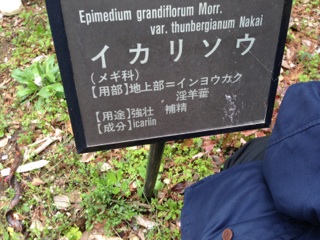 Epimedium grandiflorum Morr.
var. thunbergianum Nakai
イカリソウ
(メギ科)
【用部】地上部=インヨウカク
淫羊藿
【用途】強壮 補精
【成分】icariin